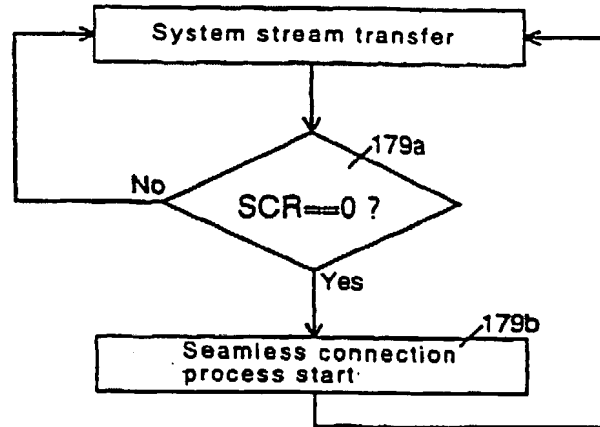 System stream transfer
179a
No
SCR==0 ?
Yes
179b
Seamless connection
process start